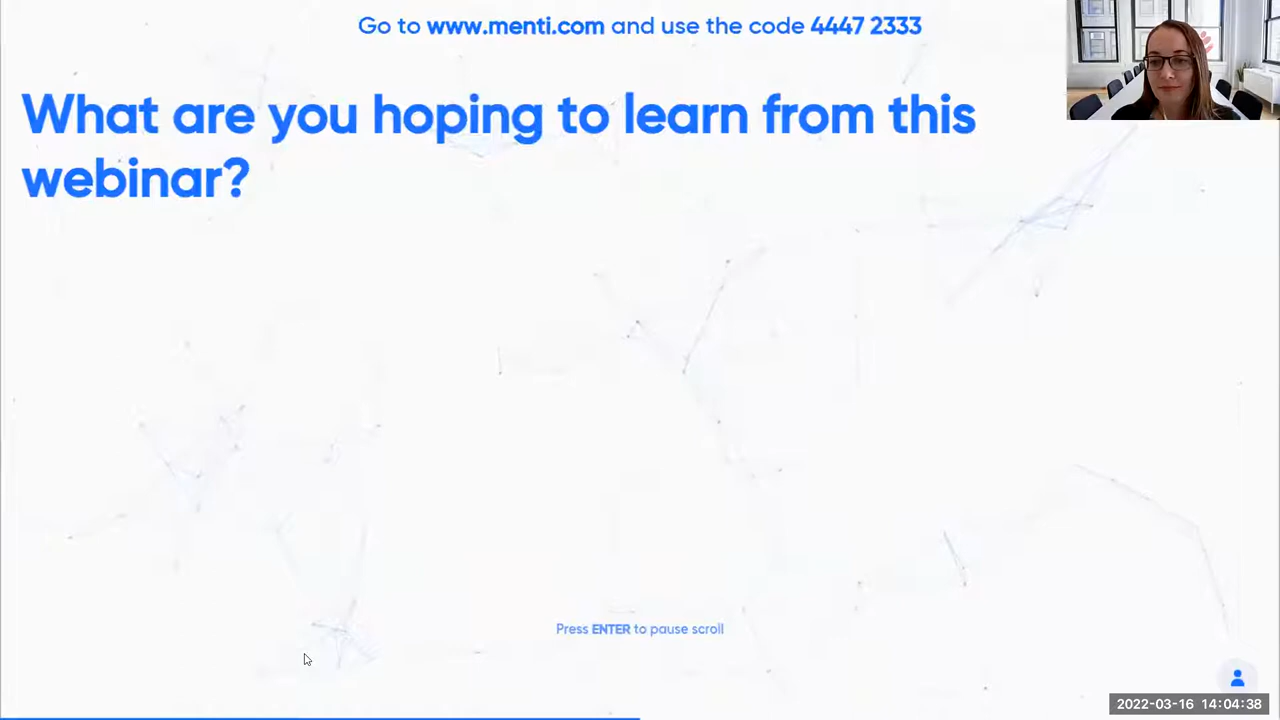 Go to www.menti.com and use the code 4447 2333
What are you hoping to learn from this
webinar?
Press ENTER to pause scroll
2022-03-16 14:04:38